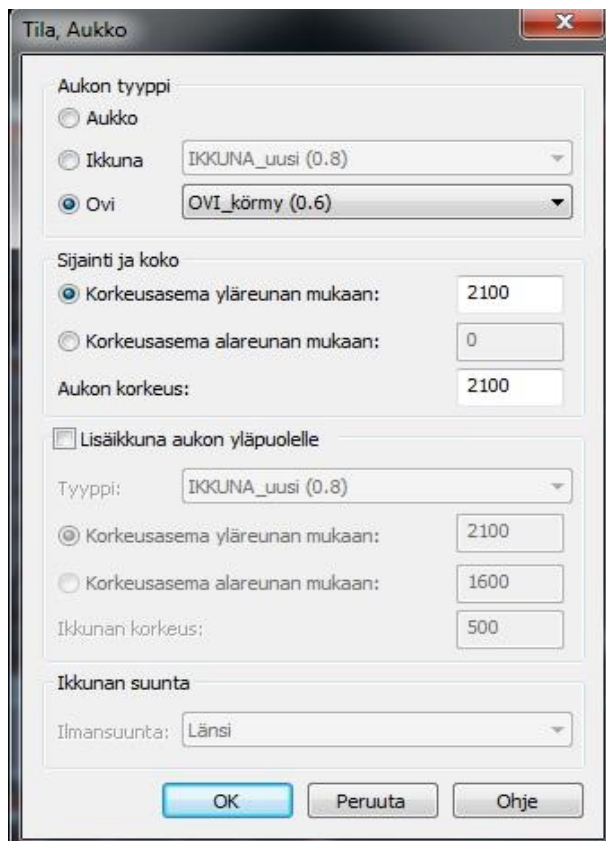 Tila, Aukko
Aukon tyyppi
Aukko
Ikkuna IKKUNA_uusi (0.8)
Ovi OVI_körmy (0.6)
Sijainti ja koko
Korkeusasema yläreunan mukaan: 2100
Korkeusasema alareunan mukaan: 0
Aukon korkeus: 2100
Lisäikkuna aukon yläpuolelle
Tyyppi: IKKUNA_uusi (0.8)
Korkeusasema yläreunan mukaan: 2100
Korkeusasema alareunan mukaan: 1600
Ikkunan korkeus: 500
Ikkunan suunta
Ilmansuunta: Länsi
OK Peruuta Ohje